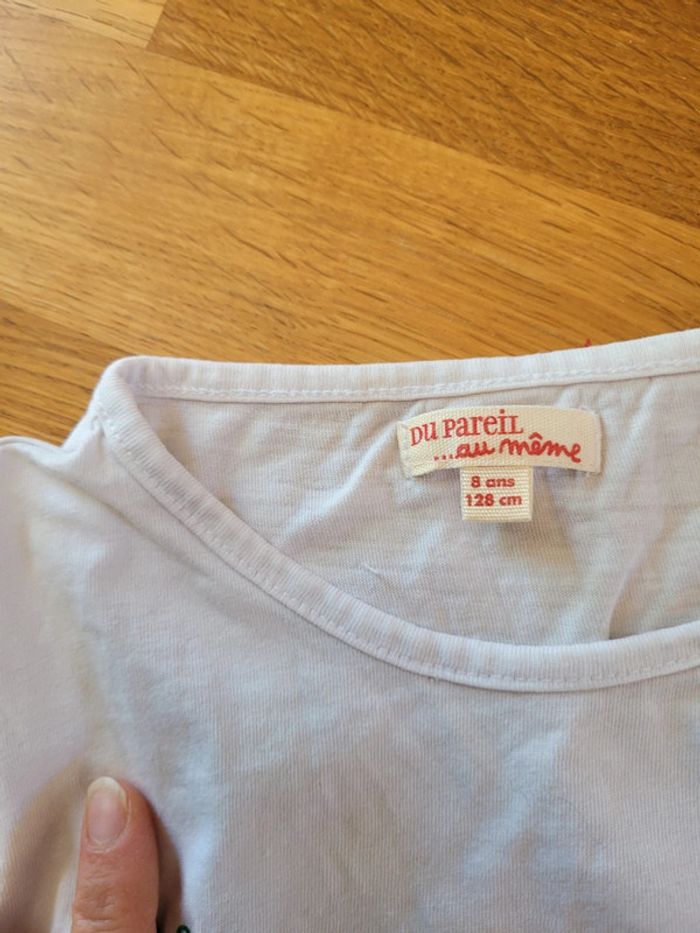 DU PAREIL
...au même
8 ans
128 cm